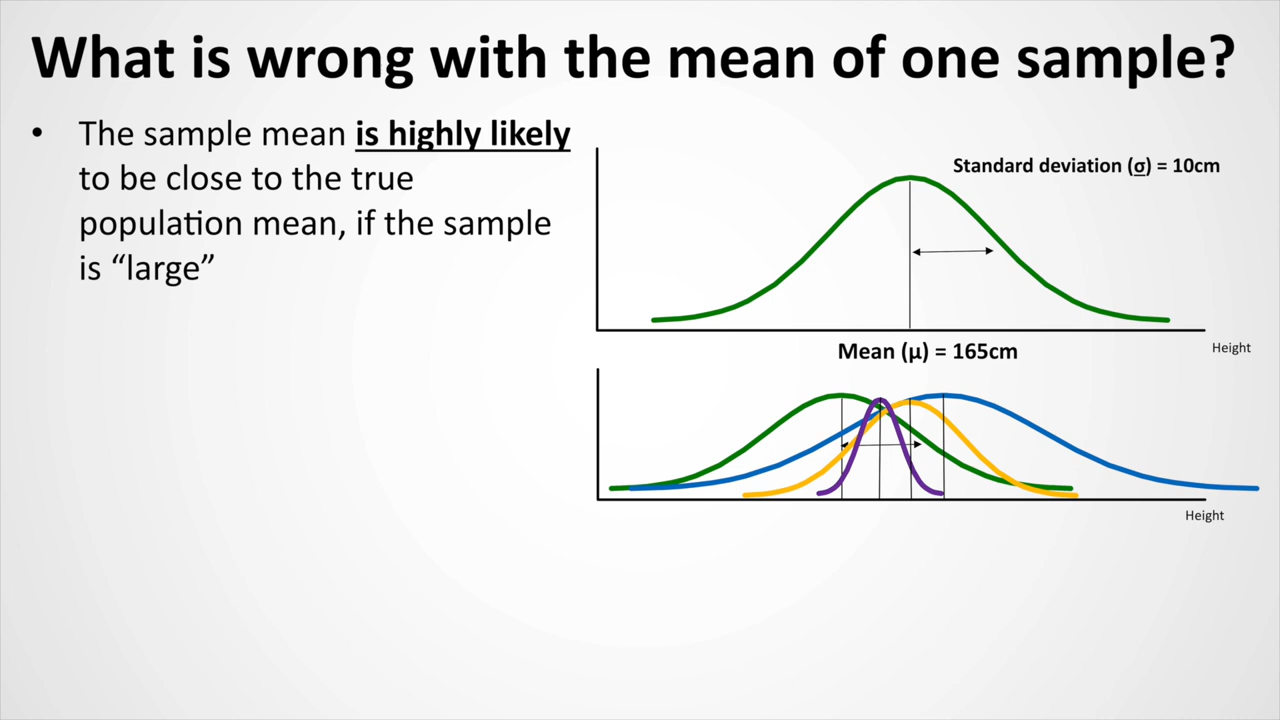 What is wrong with the mean of one sample?
• The sample mean is highly likely
to be close to the true
population mean, if the sample
is “large”
Standard deviation (σ) = 10cm
Height
Mean (μ) = 165cm
Height